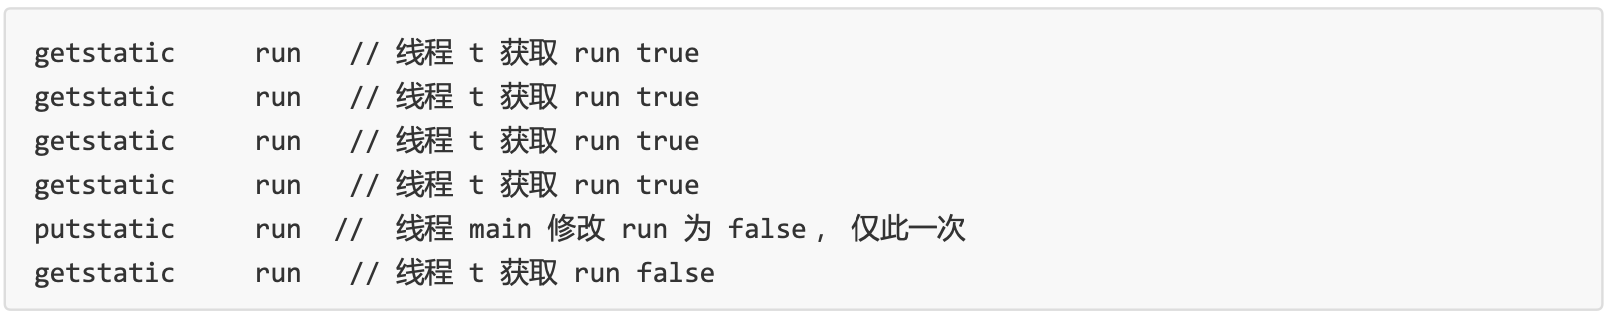 getstatic     run   // 线程 t 获取 run true
getstatic     run   // 线程 t 获取 run true
getstatic     run   // 线程 t 获取 run true
getstatic     run   // 线程 t 获取 run true
putstatic     run  //  线程 main 修改 run 为 false， 仅此一次
getstatic     run   // 线程 t 获取 run false